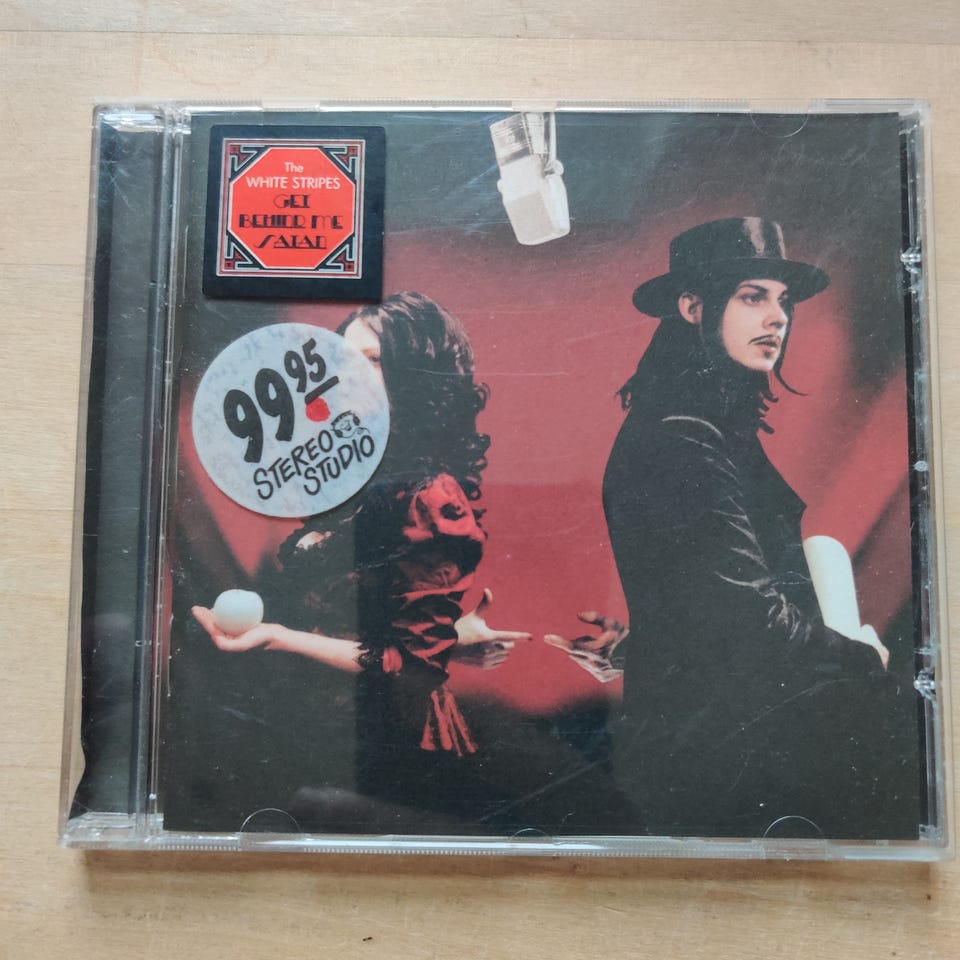 The
WHITE STRIPES
GET
BEHIND ME
SATAN
99 95
STEREO
STUDIO